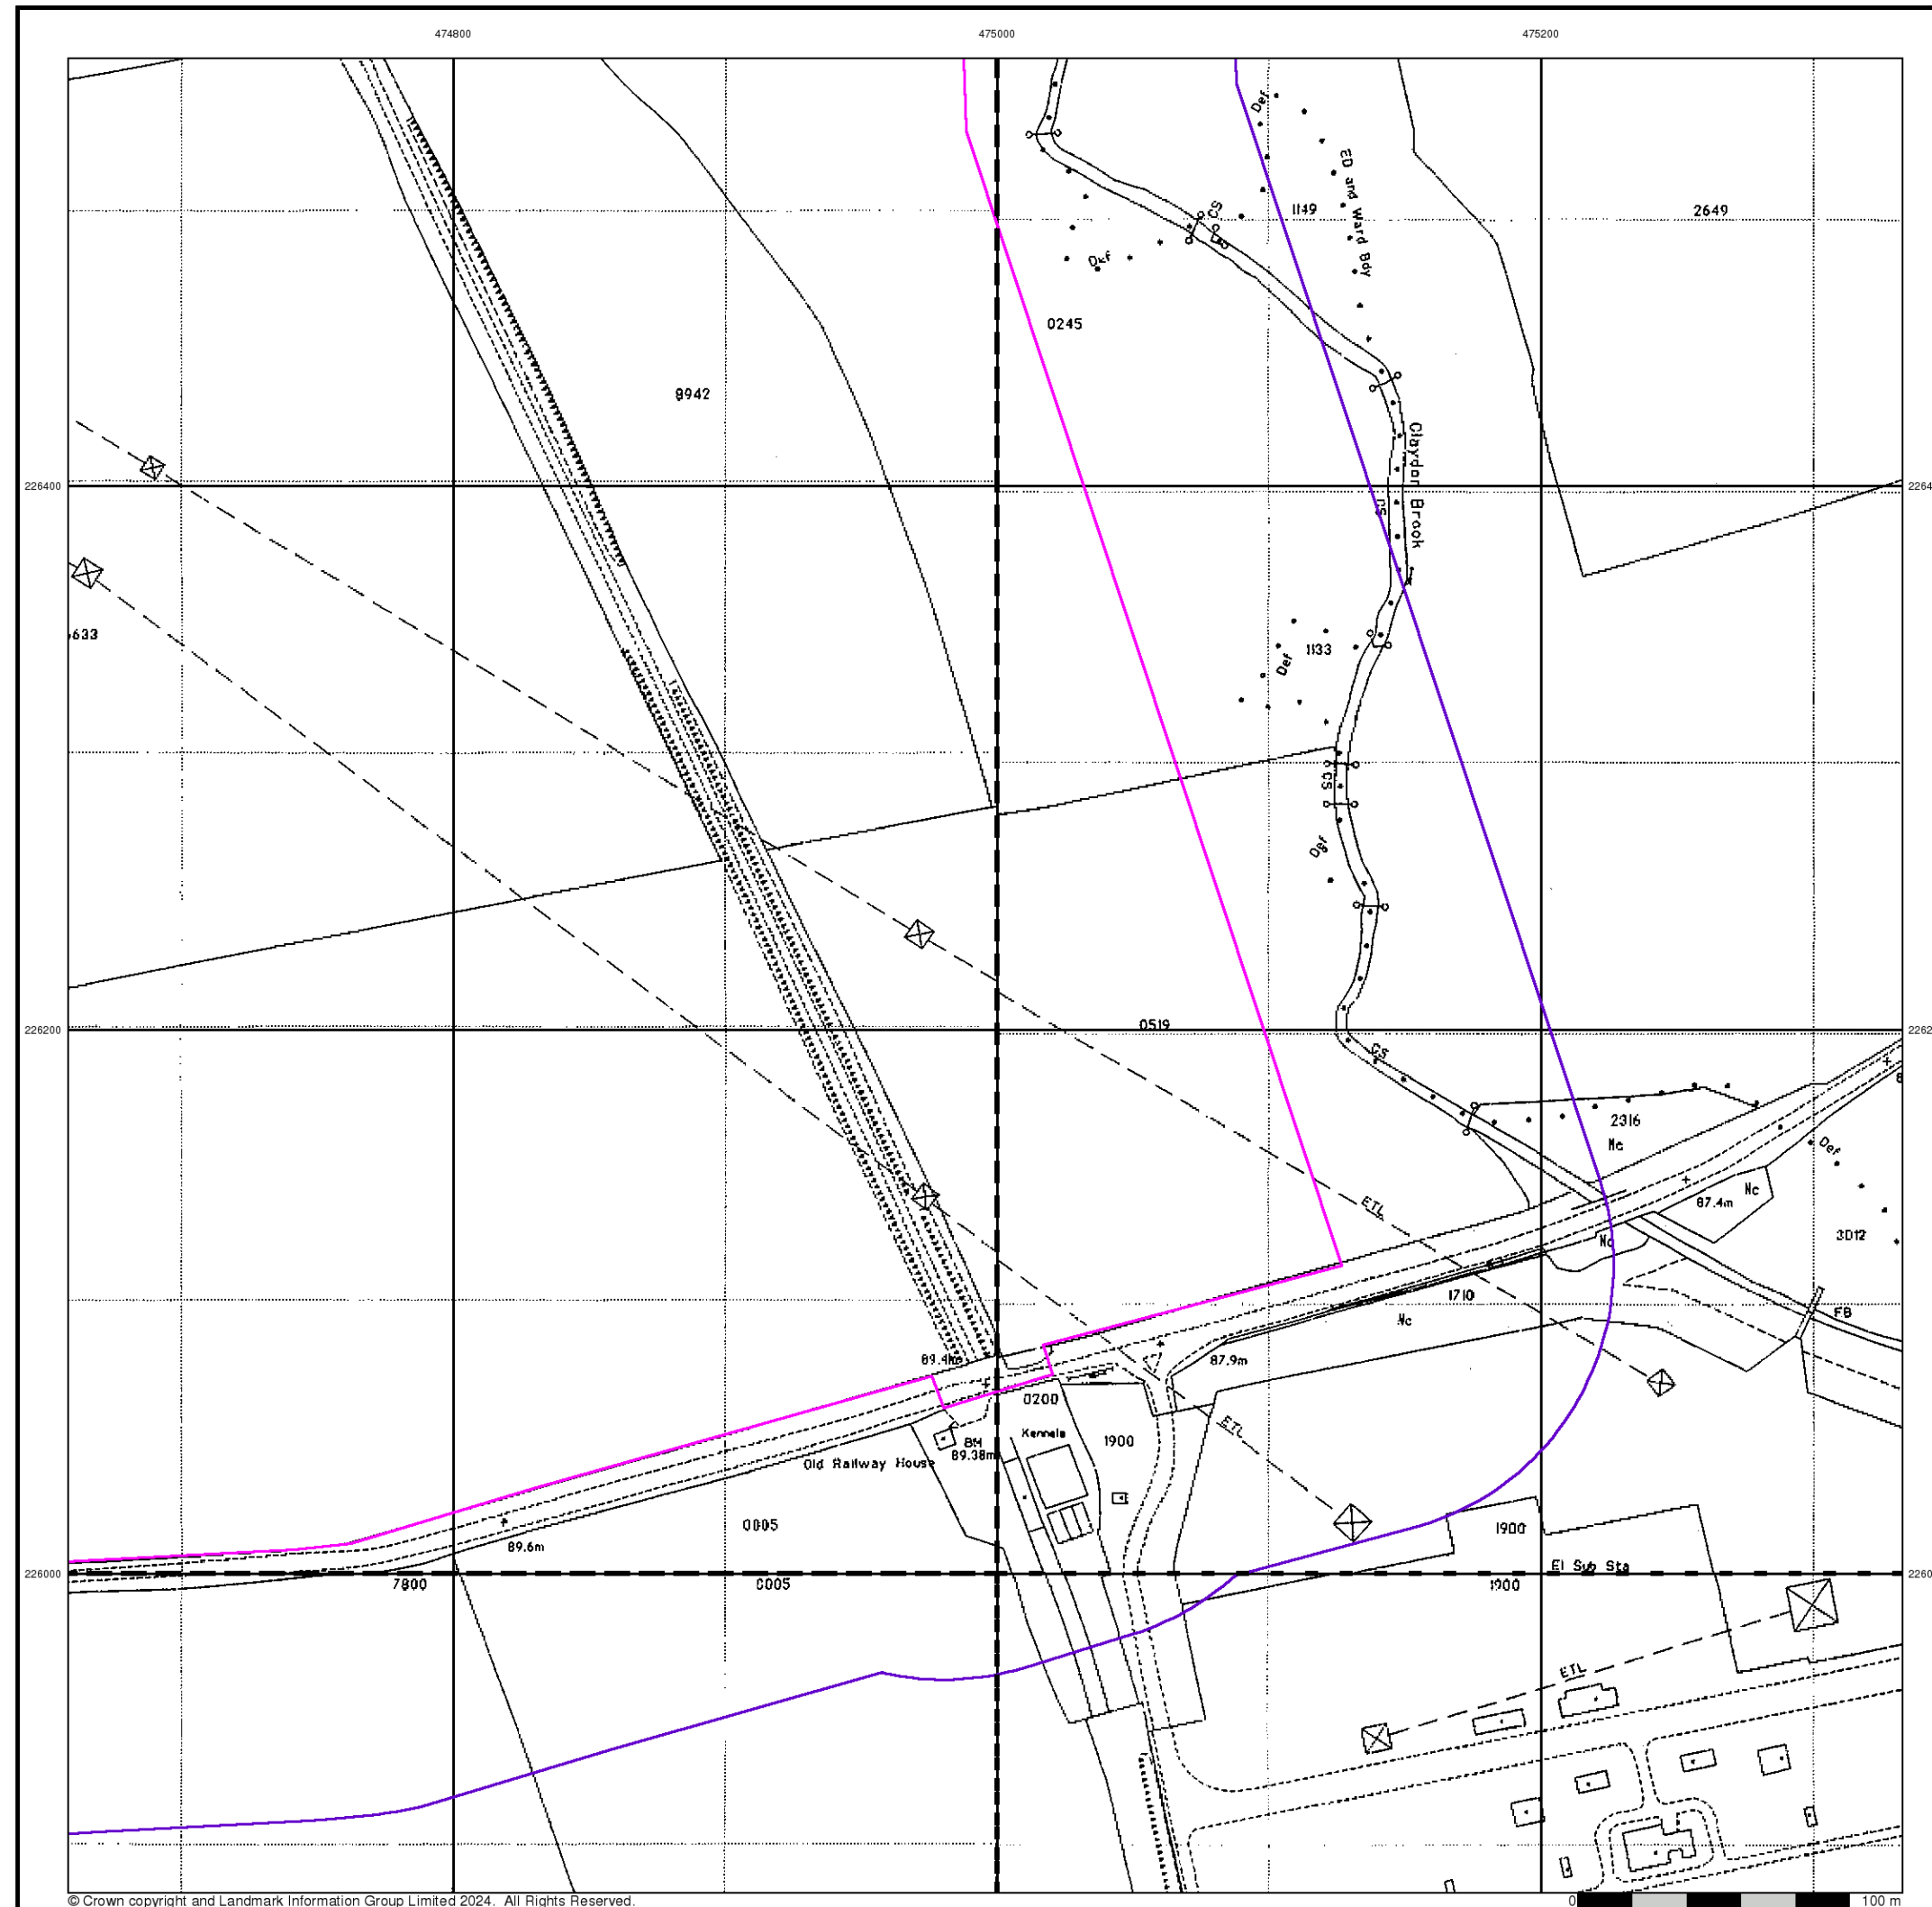 474800 475000 475200
Def
ED and Ward Bdy
CS
1149
2649
Def
0245
8942
Claydon Brook
CS
226400
633
1133
Def
CS
Def
226200
0519
CS
2316
Nc
Def
ETL
Nc
87.4m
3012
Nc
1710
FB
Nc
89.4m
87.9m
0200
ETL
Kennels
BH
89.38m
1900
Old Railway House
0005
1900
89.6m
El Sub Sta
226000
7800
0005
1900
ETL
© Crown copyright and Landmark Information Group Limited 2024. All Rights Reserved.
0 100 m